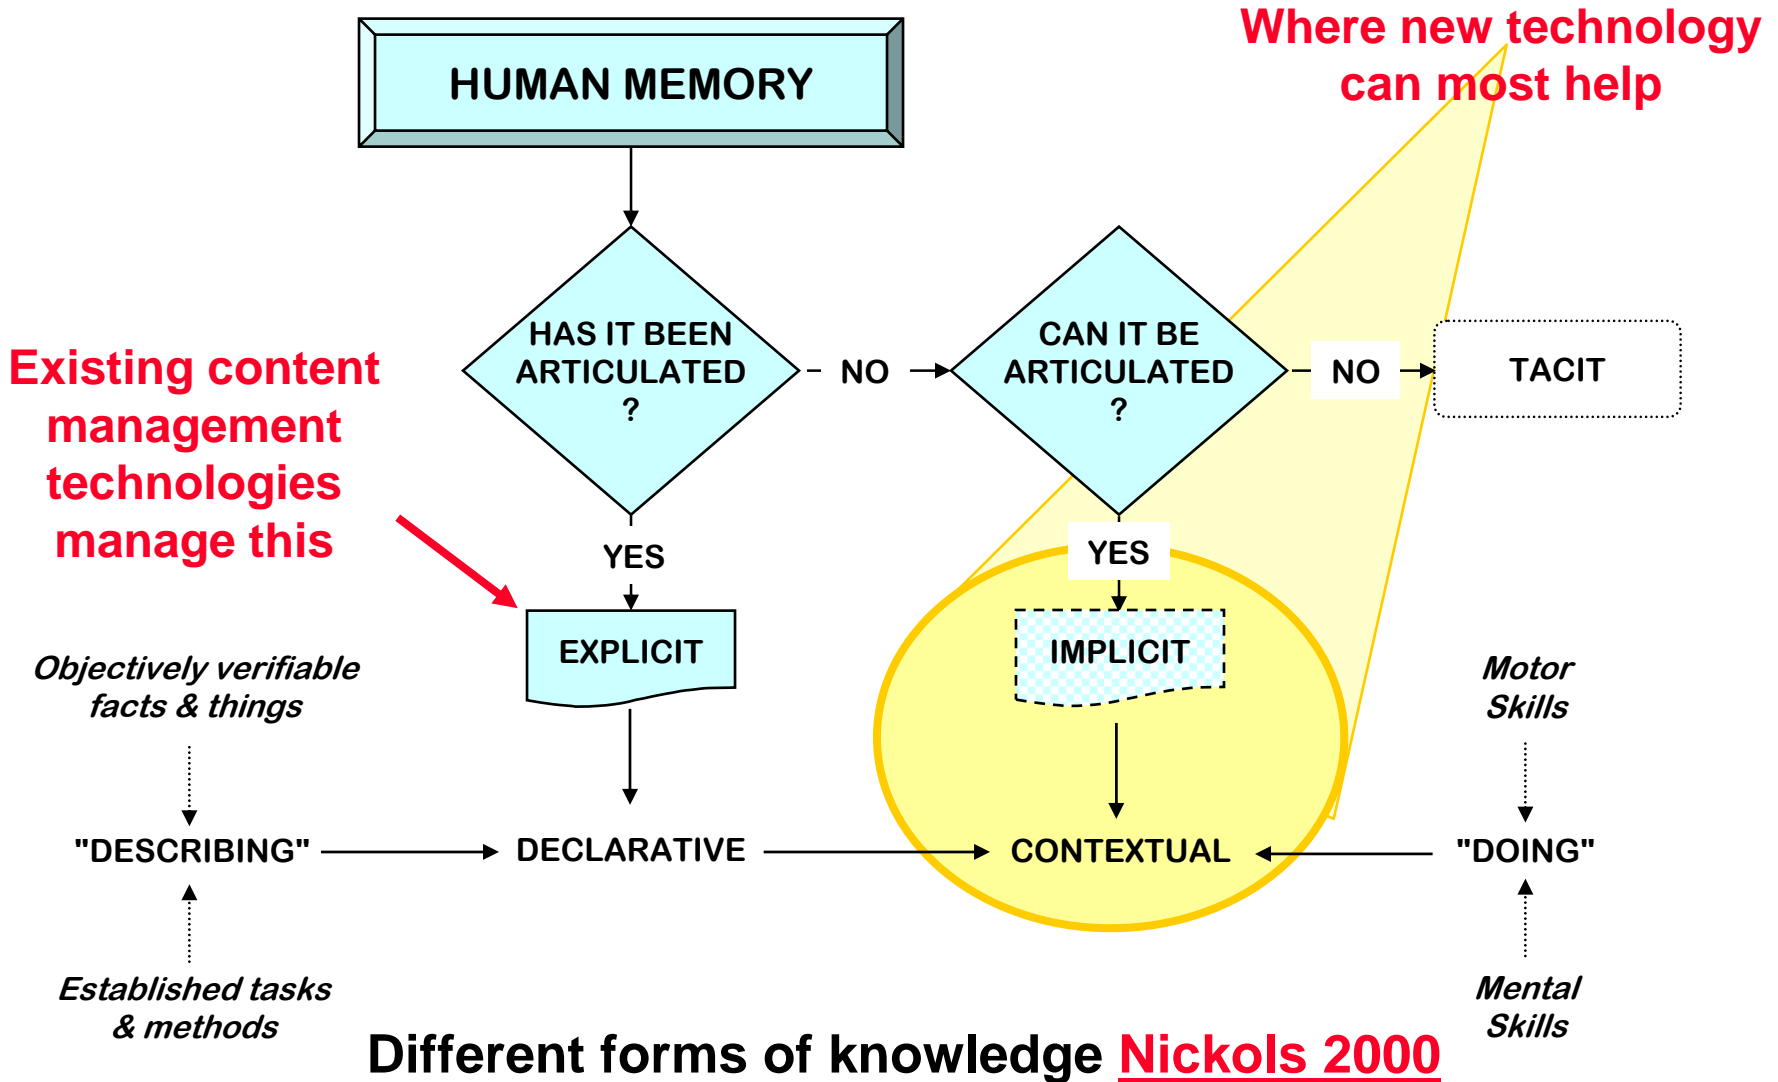 Where new technology
can most help
HUMAN MEMORY
HAS IT BEEN
ARTICULATED
?
NO
CAN IT BE
ARTICULATED
?
NO
TACIT
Existing content
management
technologies
manage this
YES
YES
EXPLICIT
IMPLICIT
Objectively verifiable
facts & things
Motor
Skills
"DESCRIBING"
DECLARATIVE
CONTEXTUAL
"DOING"
Established tasks
& methods
Mental
Skills
Different forms of knowledge Nickols 2000